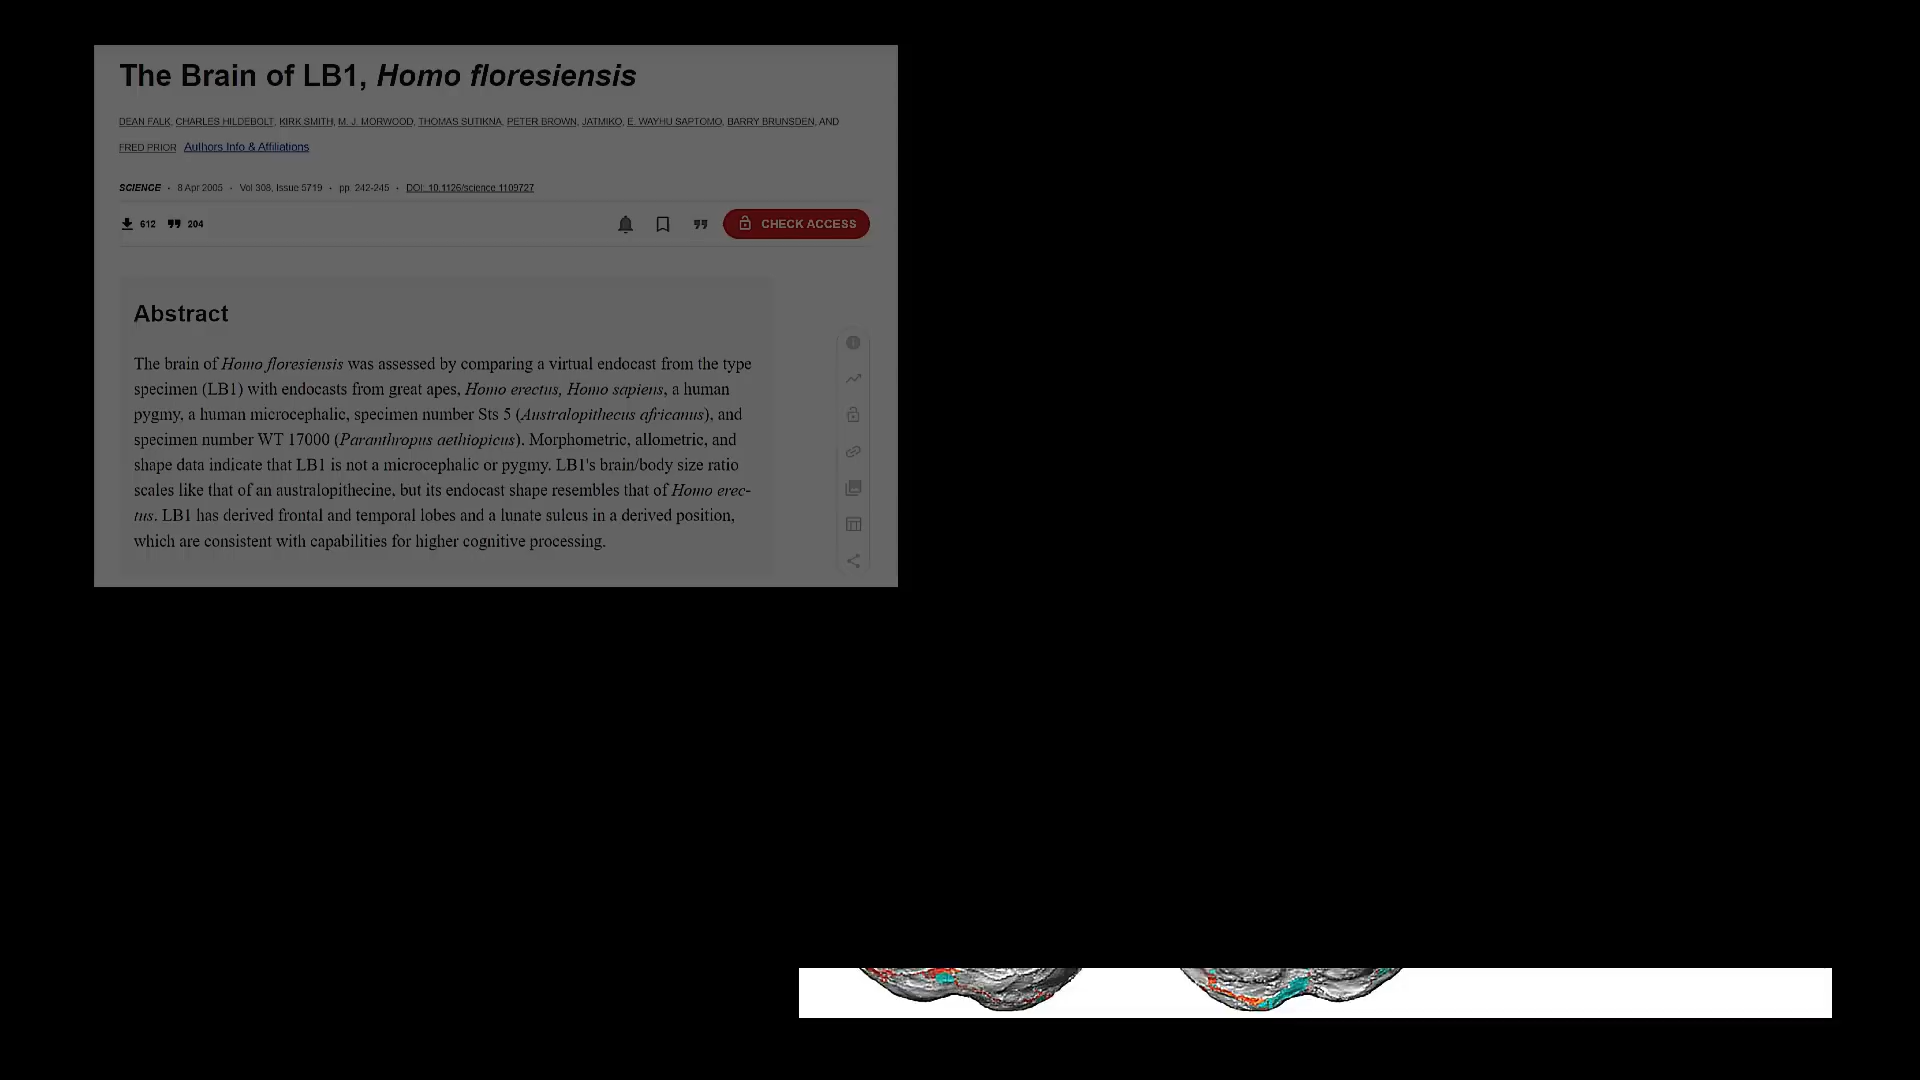 The Brain of LB1, Homo floresiensis
DEAN FALK, CHARLES HILDEBOLT, KIRK SMITH, M. J. MORWOOD, THOMAS SUTIKNA, PETER BROWN, JATMIKO, E. WAYHU SAPTOMO, BARRY BRUNSDEN, AND
FRED PRIOR Authors Info & Affiliations
SCIENCE · 8 Apr 2005 · Vol 308, Issue 5719 · pp. 242-245 · DOI: 10.1126/science.1109727
612 204 CHECK ACCESS
Abstract
The brain of Homo floresiensis was assessed by comparing a virtual endocast from the type
specimen (LB1) with endocasts from great apes, Homo erectus, Homo sapiens, a human
pygmy, a human microcephalic, specimen number Sts 5 (Australopithecus africanus), and
specimen number WT 17000 (Paranthropus aethiopicus). Morphometric, allometric, and
shape data indicate that LB1 is not a microcephalic or pygmy. LB1's brain/body size ratio
scales like that of an australopithecine, but its endocast shape resembles that of Homo erec-
tus. LB1 has derived frontal and temporal lobes and a lunate sulcus in a derived position,
which are consistent with capabilities for higher cognitive processing.